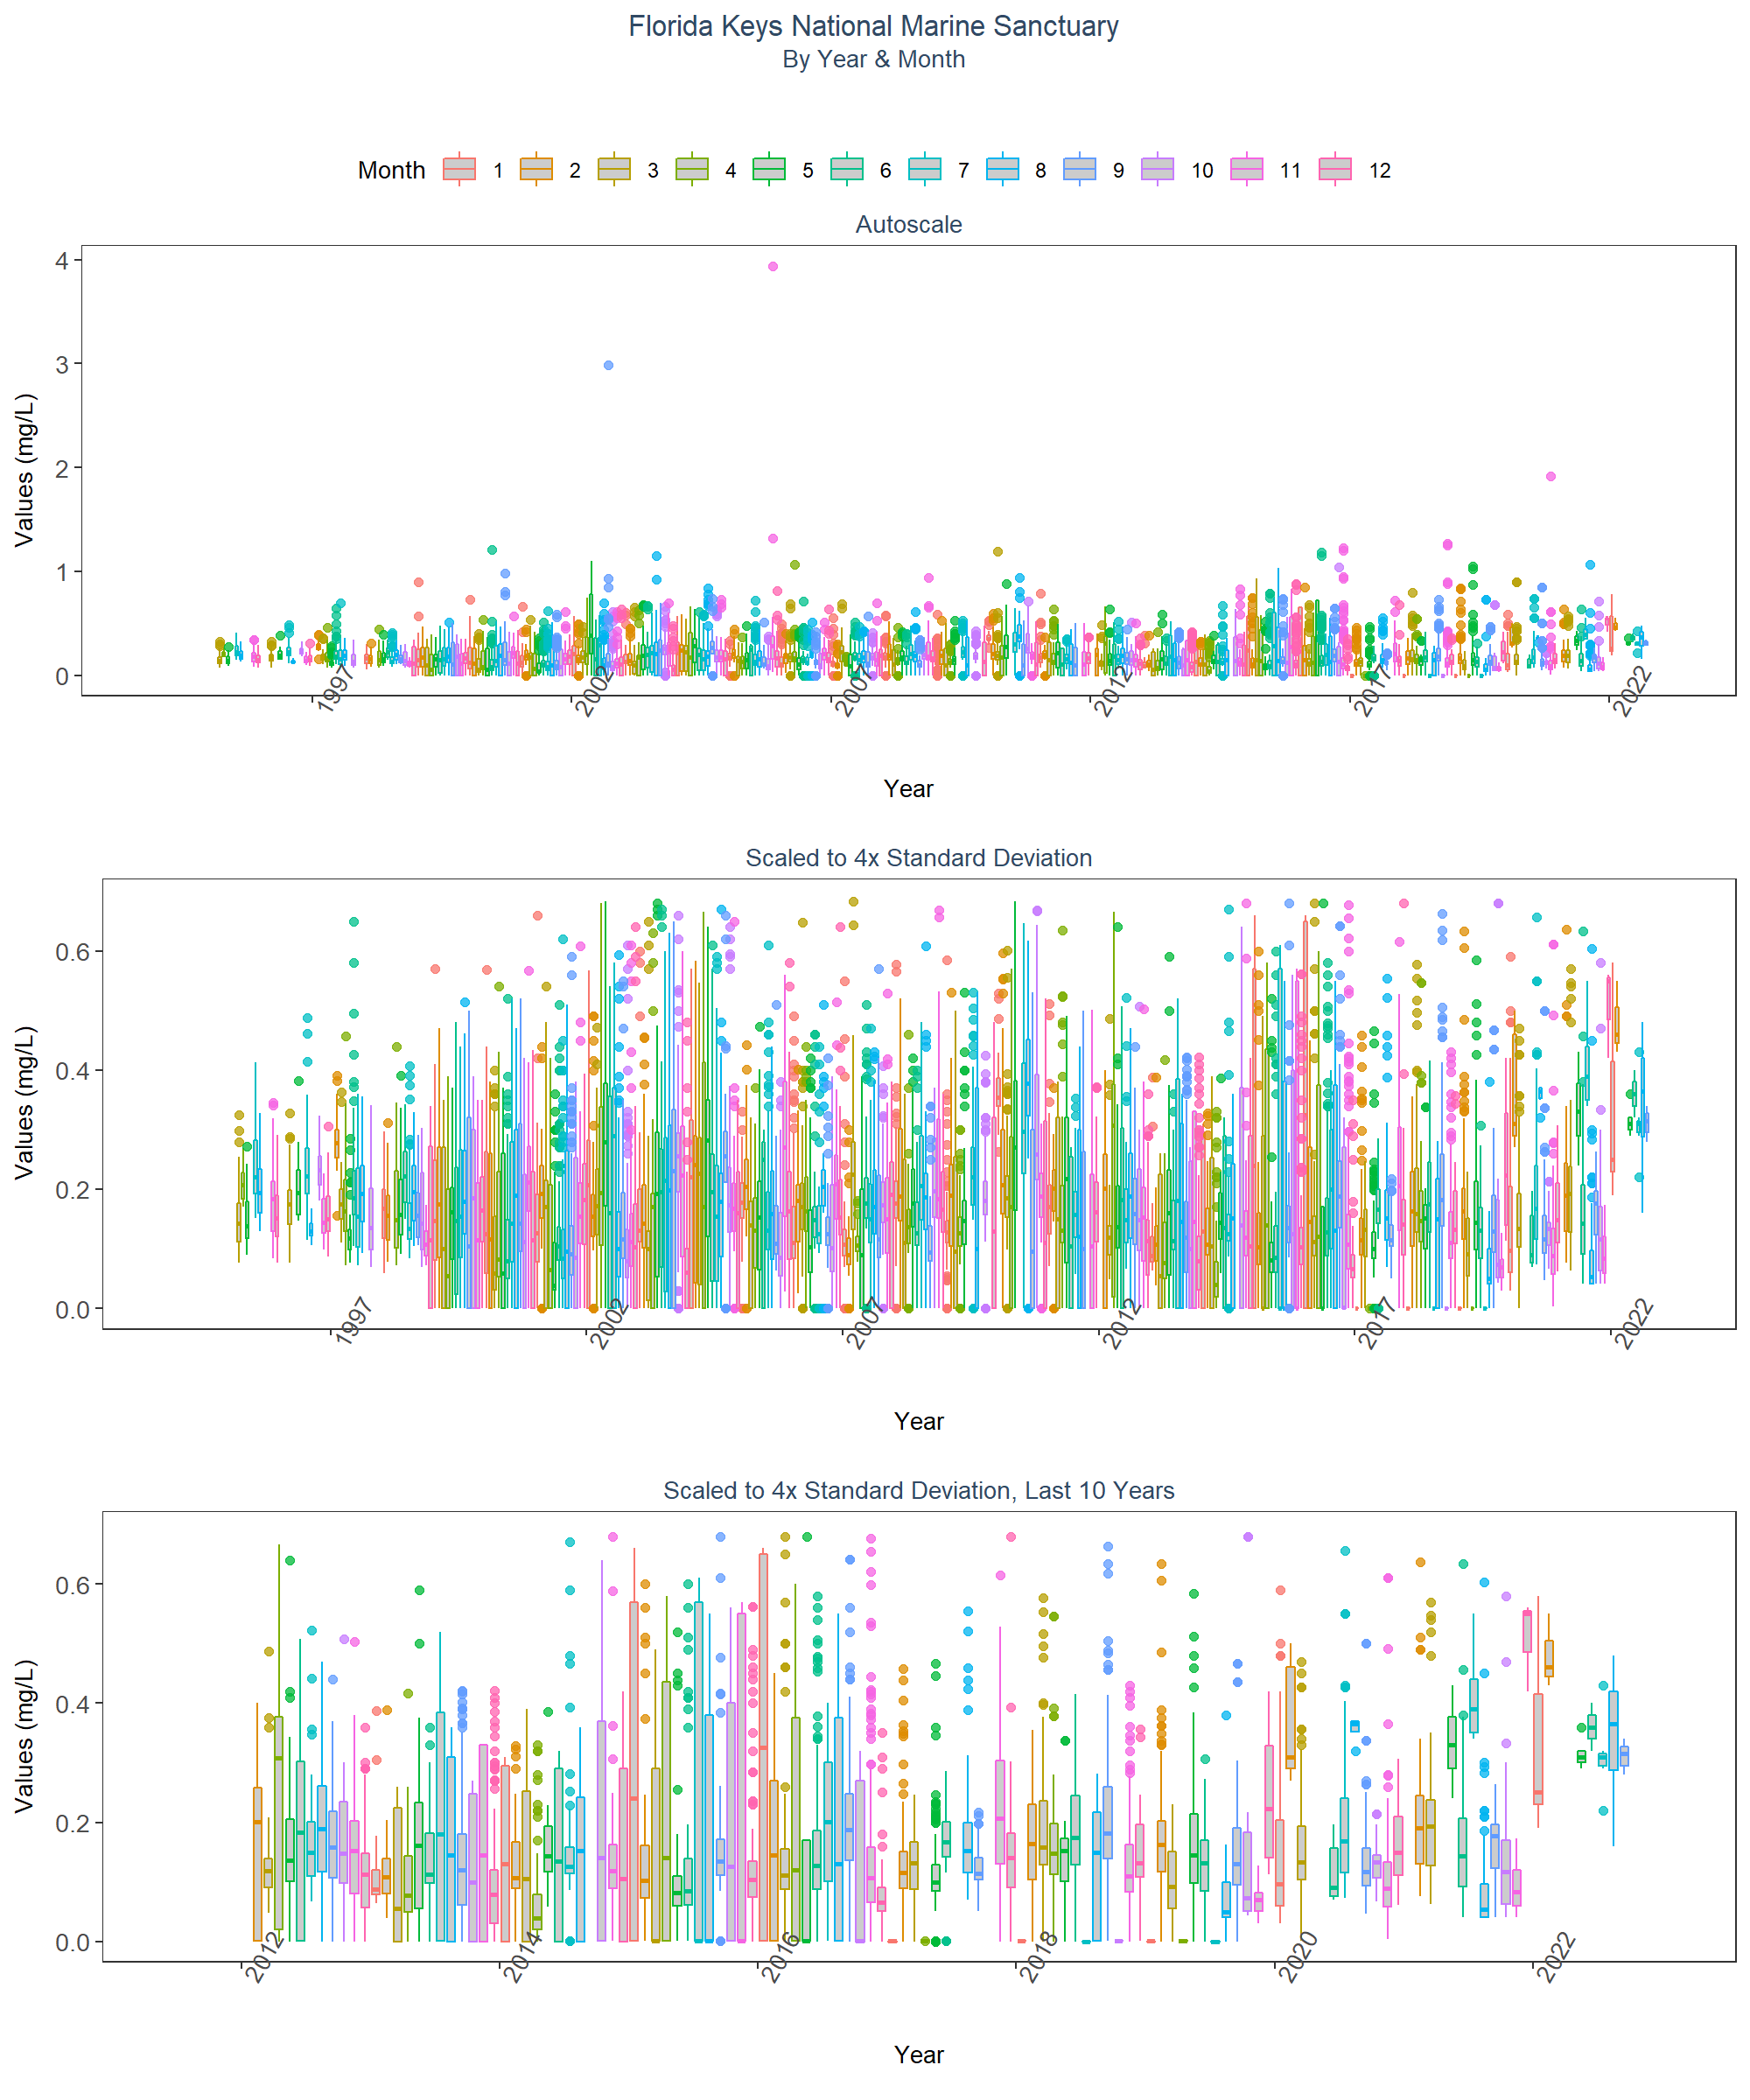 Florida Keys National Marine Sanctuary
By Year & Month
Month 1 2 3 4 5 6 7 8 9 10 11 12
Autoscale
Values (mg/L)
4
3
2
1
0
1997 2002 2007 2012 2017 2022
Year
Scaled to 4x Standard Deviation
Values (mg/L)
0.6
0.4
0.2
0.0
1997 2002 2007 2012 2017 2022
Year
Scaled to 4x Standard Deviation, Last 10 Years
Values (mg/L)
0.6
0.4
0.2
0.0
2012 2014 2016 2018 2020 2022
Year